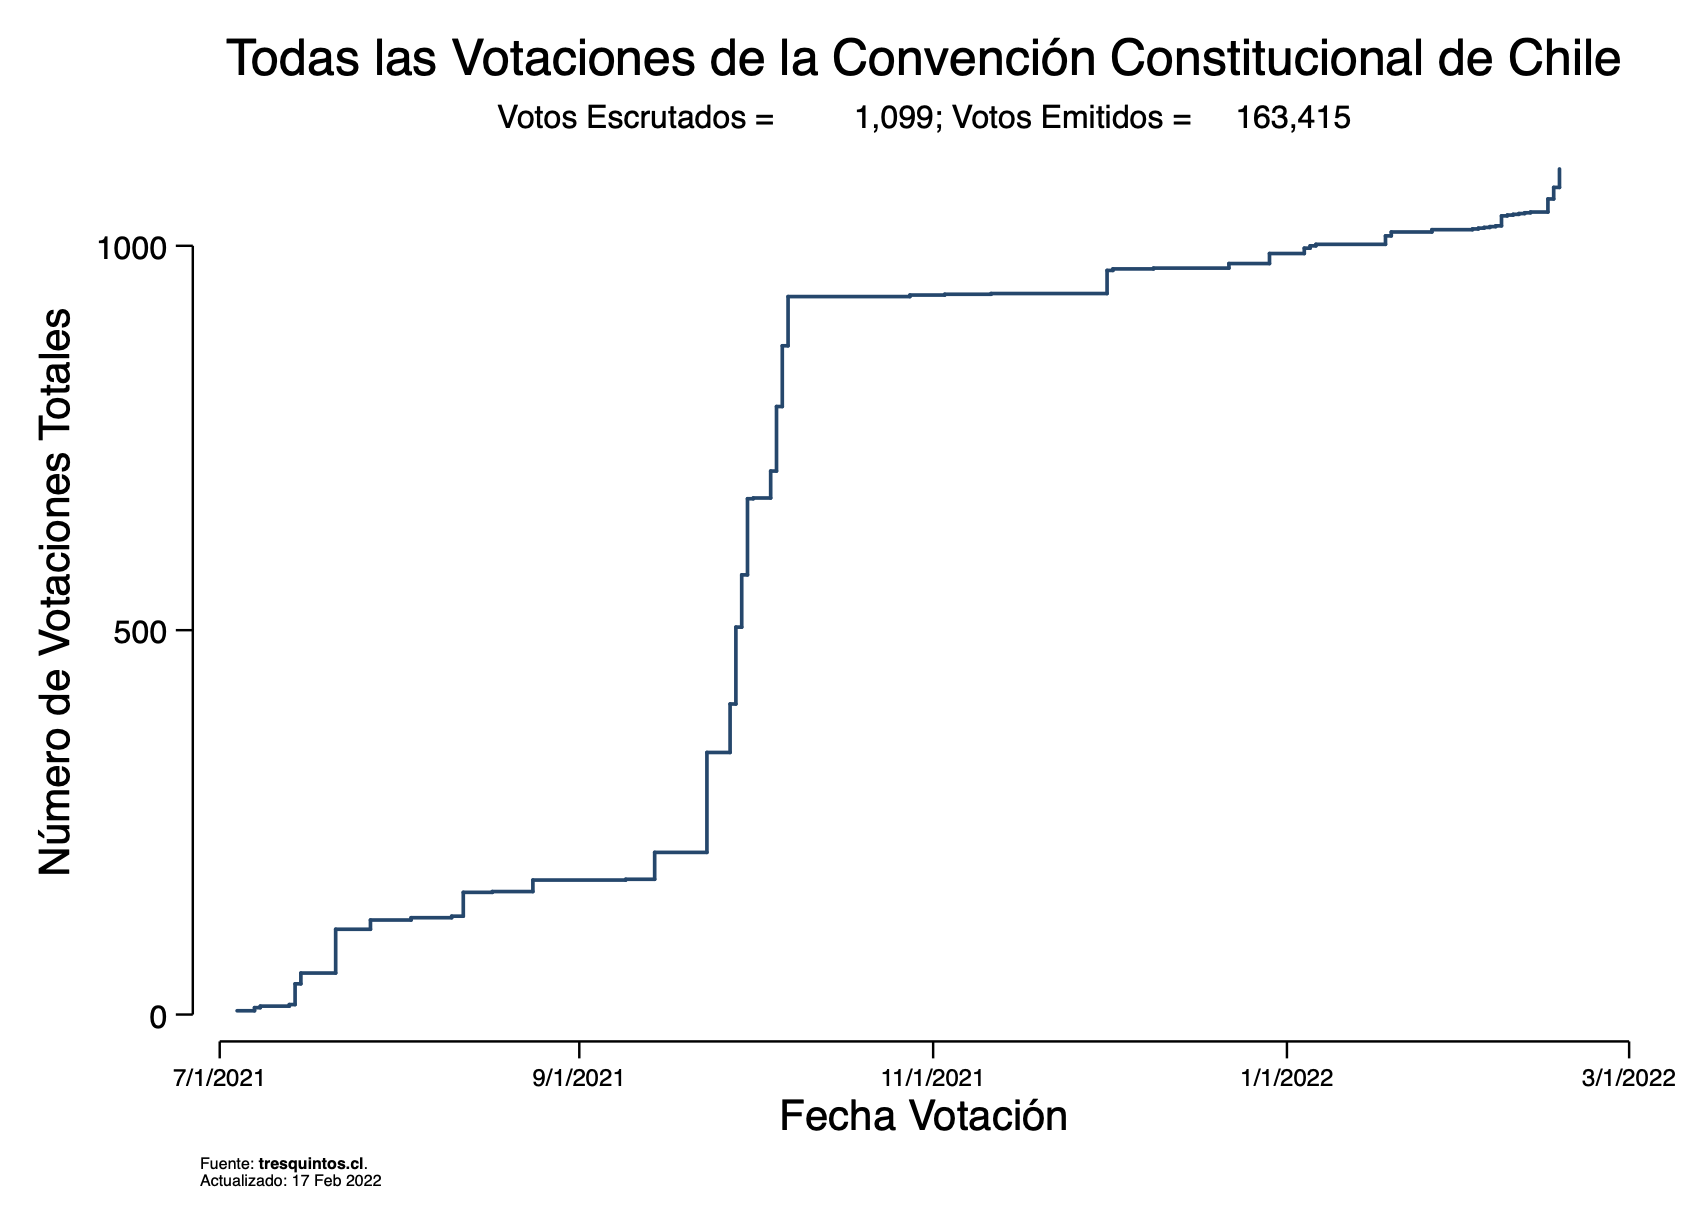 Todas las Votaciones de la Convención Constitucional de Chile
Votos Escrutados = 1,099; Votos Emitidos = 163,415
Número de Votaciones Totales
1000
500
0
7/1/2021
9/1/2021
11/1/2021
1/1/2022
3/1/2022
Fecha Votación
Fuente: tresquintos.cl.
Actualizado: 17 Feb 2022